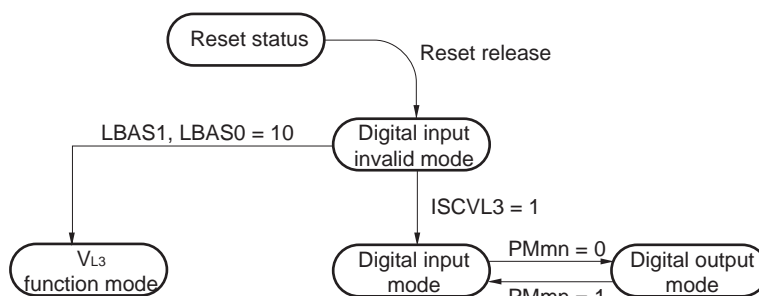 Reset status
Reset release
LBAS1, LBAS0 = 10
Digital input
invalid mode
ISCVL3 = 1
VL3
function mode
Digital input
mode
PMmn = 0
PMmn = 1
Digital output
mode